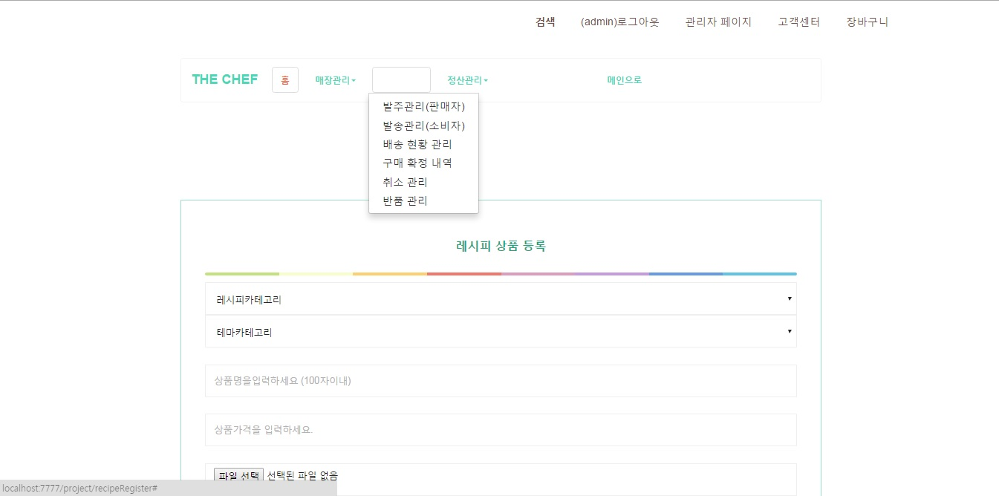 검색 (admin)로그아웃 관리자 페이지 고객센터 장바구니
THE CHEF 홈 매장관리 정산관리 메인으로
발주관리(판매자)
발송관리(소비자)
배송 현황 관리
구매 확정 내역
취소 관리
반품 관리
레시피 상품 등록
레시피카테고리
테마카테고리
상품명을입력하세요 (100자이내)
상품가격을 입력하세요.
파일 선택 선택된 파일 없음
localhost:7777/project/recipeRegister#